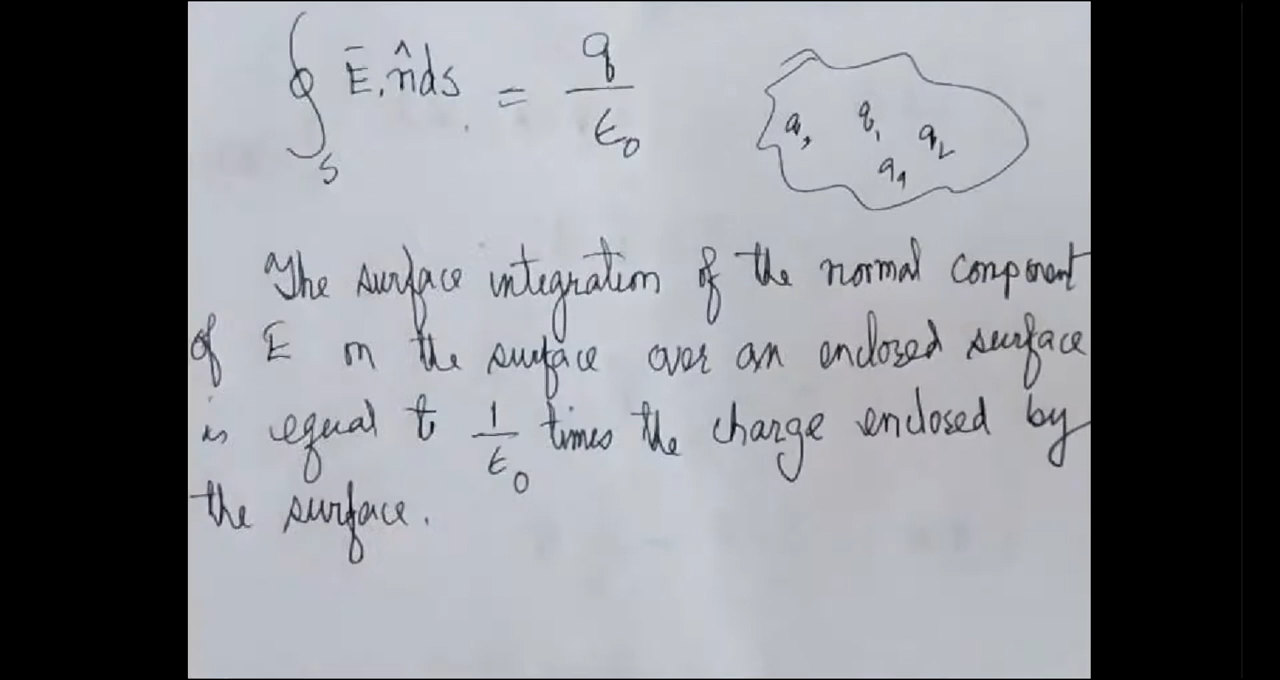 ∮_S Ē.n̂ds = q/ε₀
q₃ q₁ q₂
q₄
The surface integration of the normal component
of E on the surface over an enclosed surface
is equal to 1/ε₀ times the charge enclosed by
the surface.